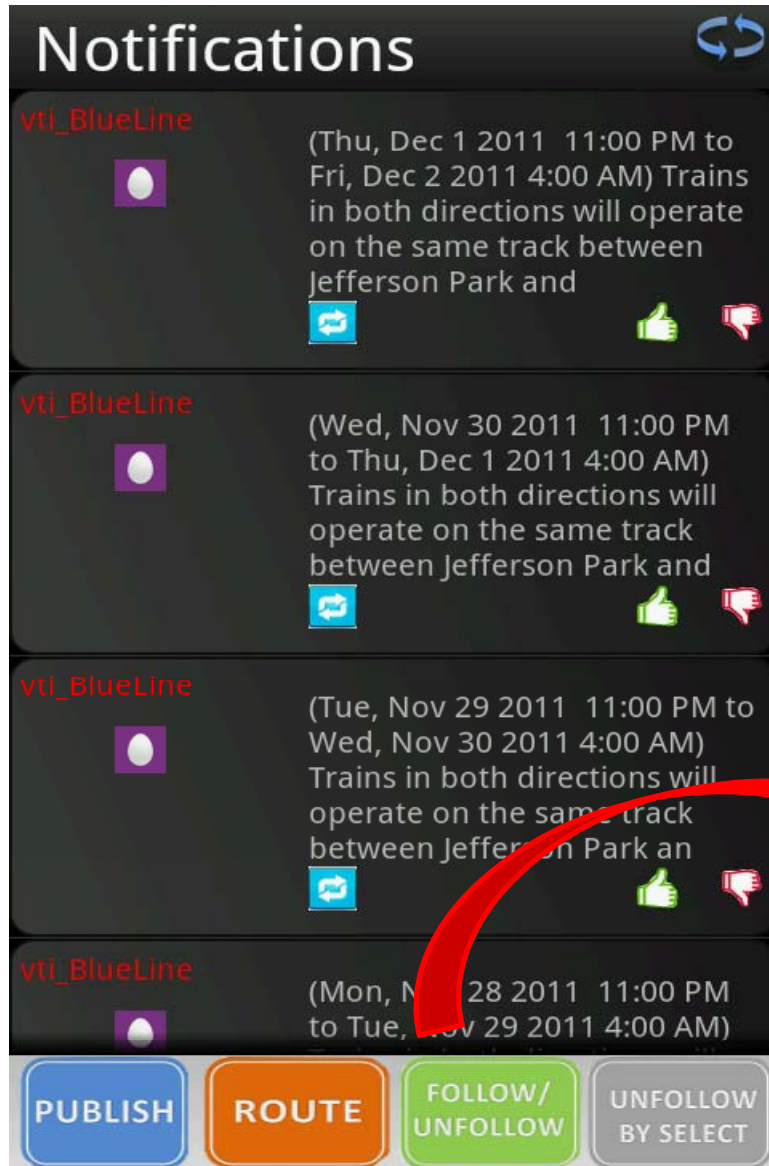 Notifications
vti_BlueLine
(Thu, Dec 1 2011 11:00 PM to
Fri, Dec 2 2011 4:00 AM) Trains
in both directions will operate
on the same track between
Jefferson Park and
vti_BlueLine
(Wed, Nov 30 2011 11:00 PM
to Thu, Dec 1 2011 4:00 AM)
Trains in both directions will
operate on the same track
between Jefferson Park and
vti_BlueLine
(Tue, Nov 29 2011 11:00 PM to
Wed, Nov 30 2011 4:00 AM)
Trains in both directions will
operate on the same track
between Jefferson Park an
vti_BlueLine
(Mon, Nov 28 2011 11:00 PM
to Tue, Nov 29 2011 4:00 AM)
PUBLISH
ROUTE
FOLLOW/
UNFOLLOW
UNFOLLOW
BY SELECT